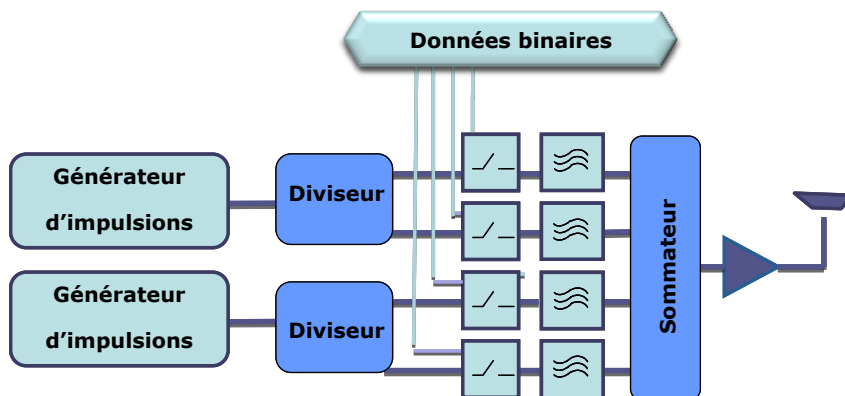 Données binaires
Générateur
d'impulsions
Diviseur
Générateur
d'impulsions
Diviseur
Sommateur